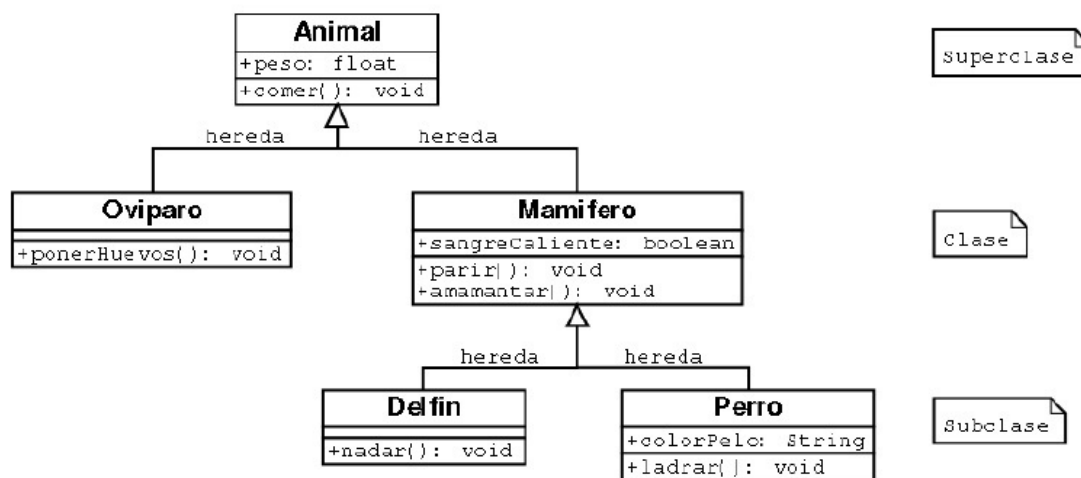 Animal
+peso: float
+comer(): void
Superclase
hereda
hereda
Oviparo
+ponerHuevos(): void
Mamifero
+sangreCaliente: boolean
+parir(): void
+amamantar(): void
Clase
hereda
hereda
Delfin
+nadar(): void
Perro
+colorPelo: String
+ladrar(): void
Subclase